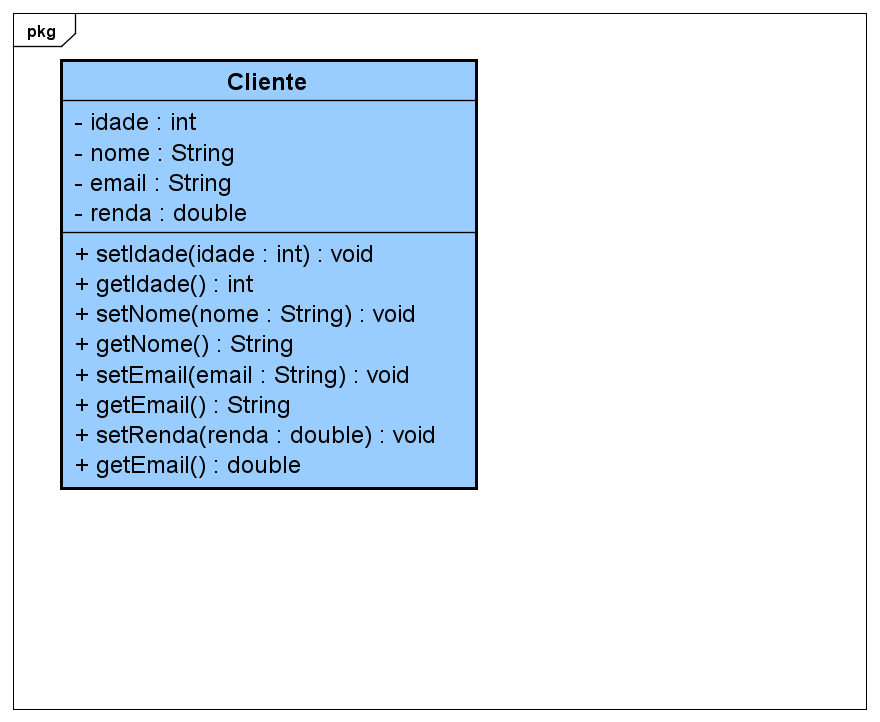 pkg
Cliente
- idade : int
- nome : String
- email : String
- renda : double
+ setIdade(idade : int) : void
+ getIdade() : int
+ setNome(nome : String) : void
+ getNome() : String
+ setEmail(email : String) : void
+ getEmail() : String
+ setRenda(renda : double) : void
+ getEmail() : double